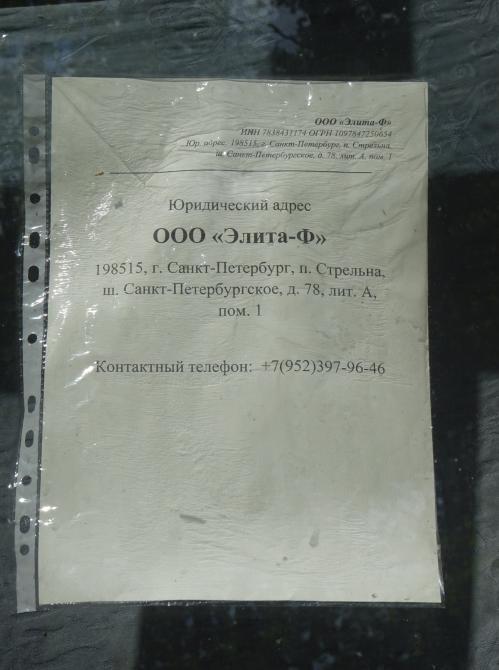 ООО «Элита-Ф»
ИНН 7838431174 ОГРН 1097847250654
Юр. адрес: 198515, г. Санкт-Петербург, п. Стрельна,
ш. Санкт-Петербургское, д. 78, лит. А, пом. 1
Юридический адрес
ООО «Элита-Ф»
198515, г. Санкт-Петербург, п. Стрельна,
ш. Санкт-Петербургское, д. 78, лит. А,
пом. 1
Контактный телефон: +7(952)397-96-46